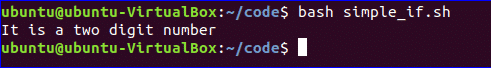 ubuntu@ubuntu-VirtualBox:~/code$ bash simple_if.sh
It is a two digit number
ubuntu@ubuntu-VirtualBox:~/code$